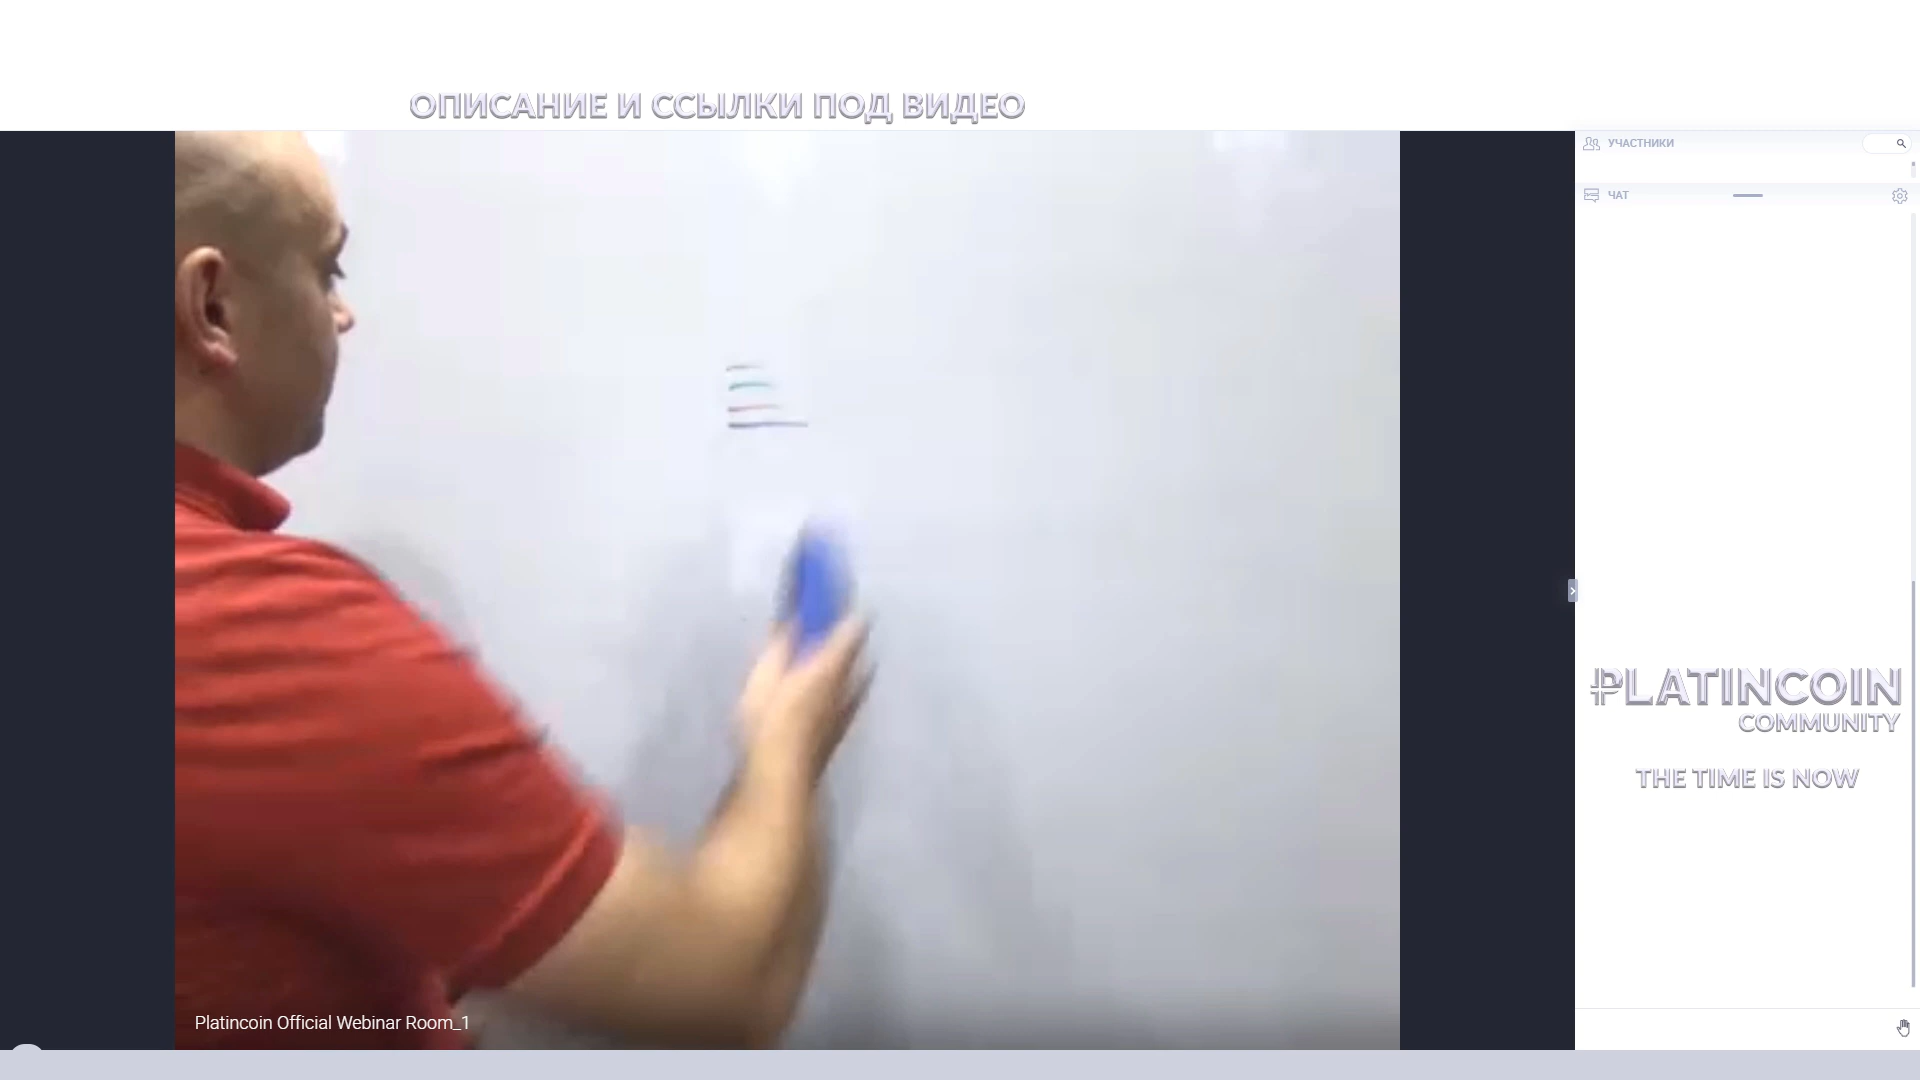 ОПИСАНИЕ И ССЫЛКИ ПОД ВИДЕО
УЧАСТНИКИ
ЧАТ
PLATINCOIN
COMMUNITY
THE TIME IS NOW
Platincoin Official Webinar Room_1